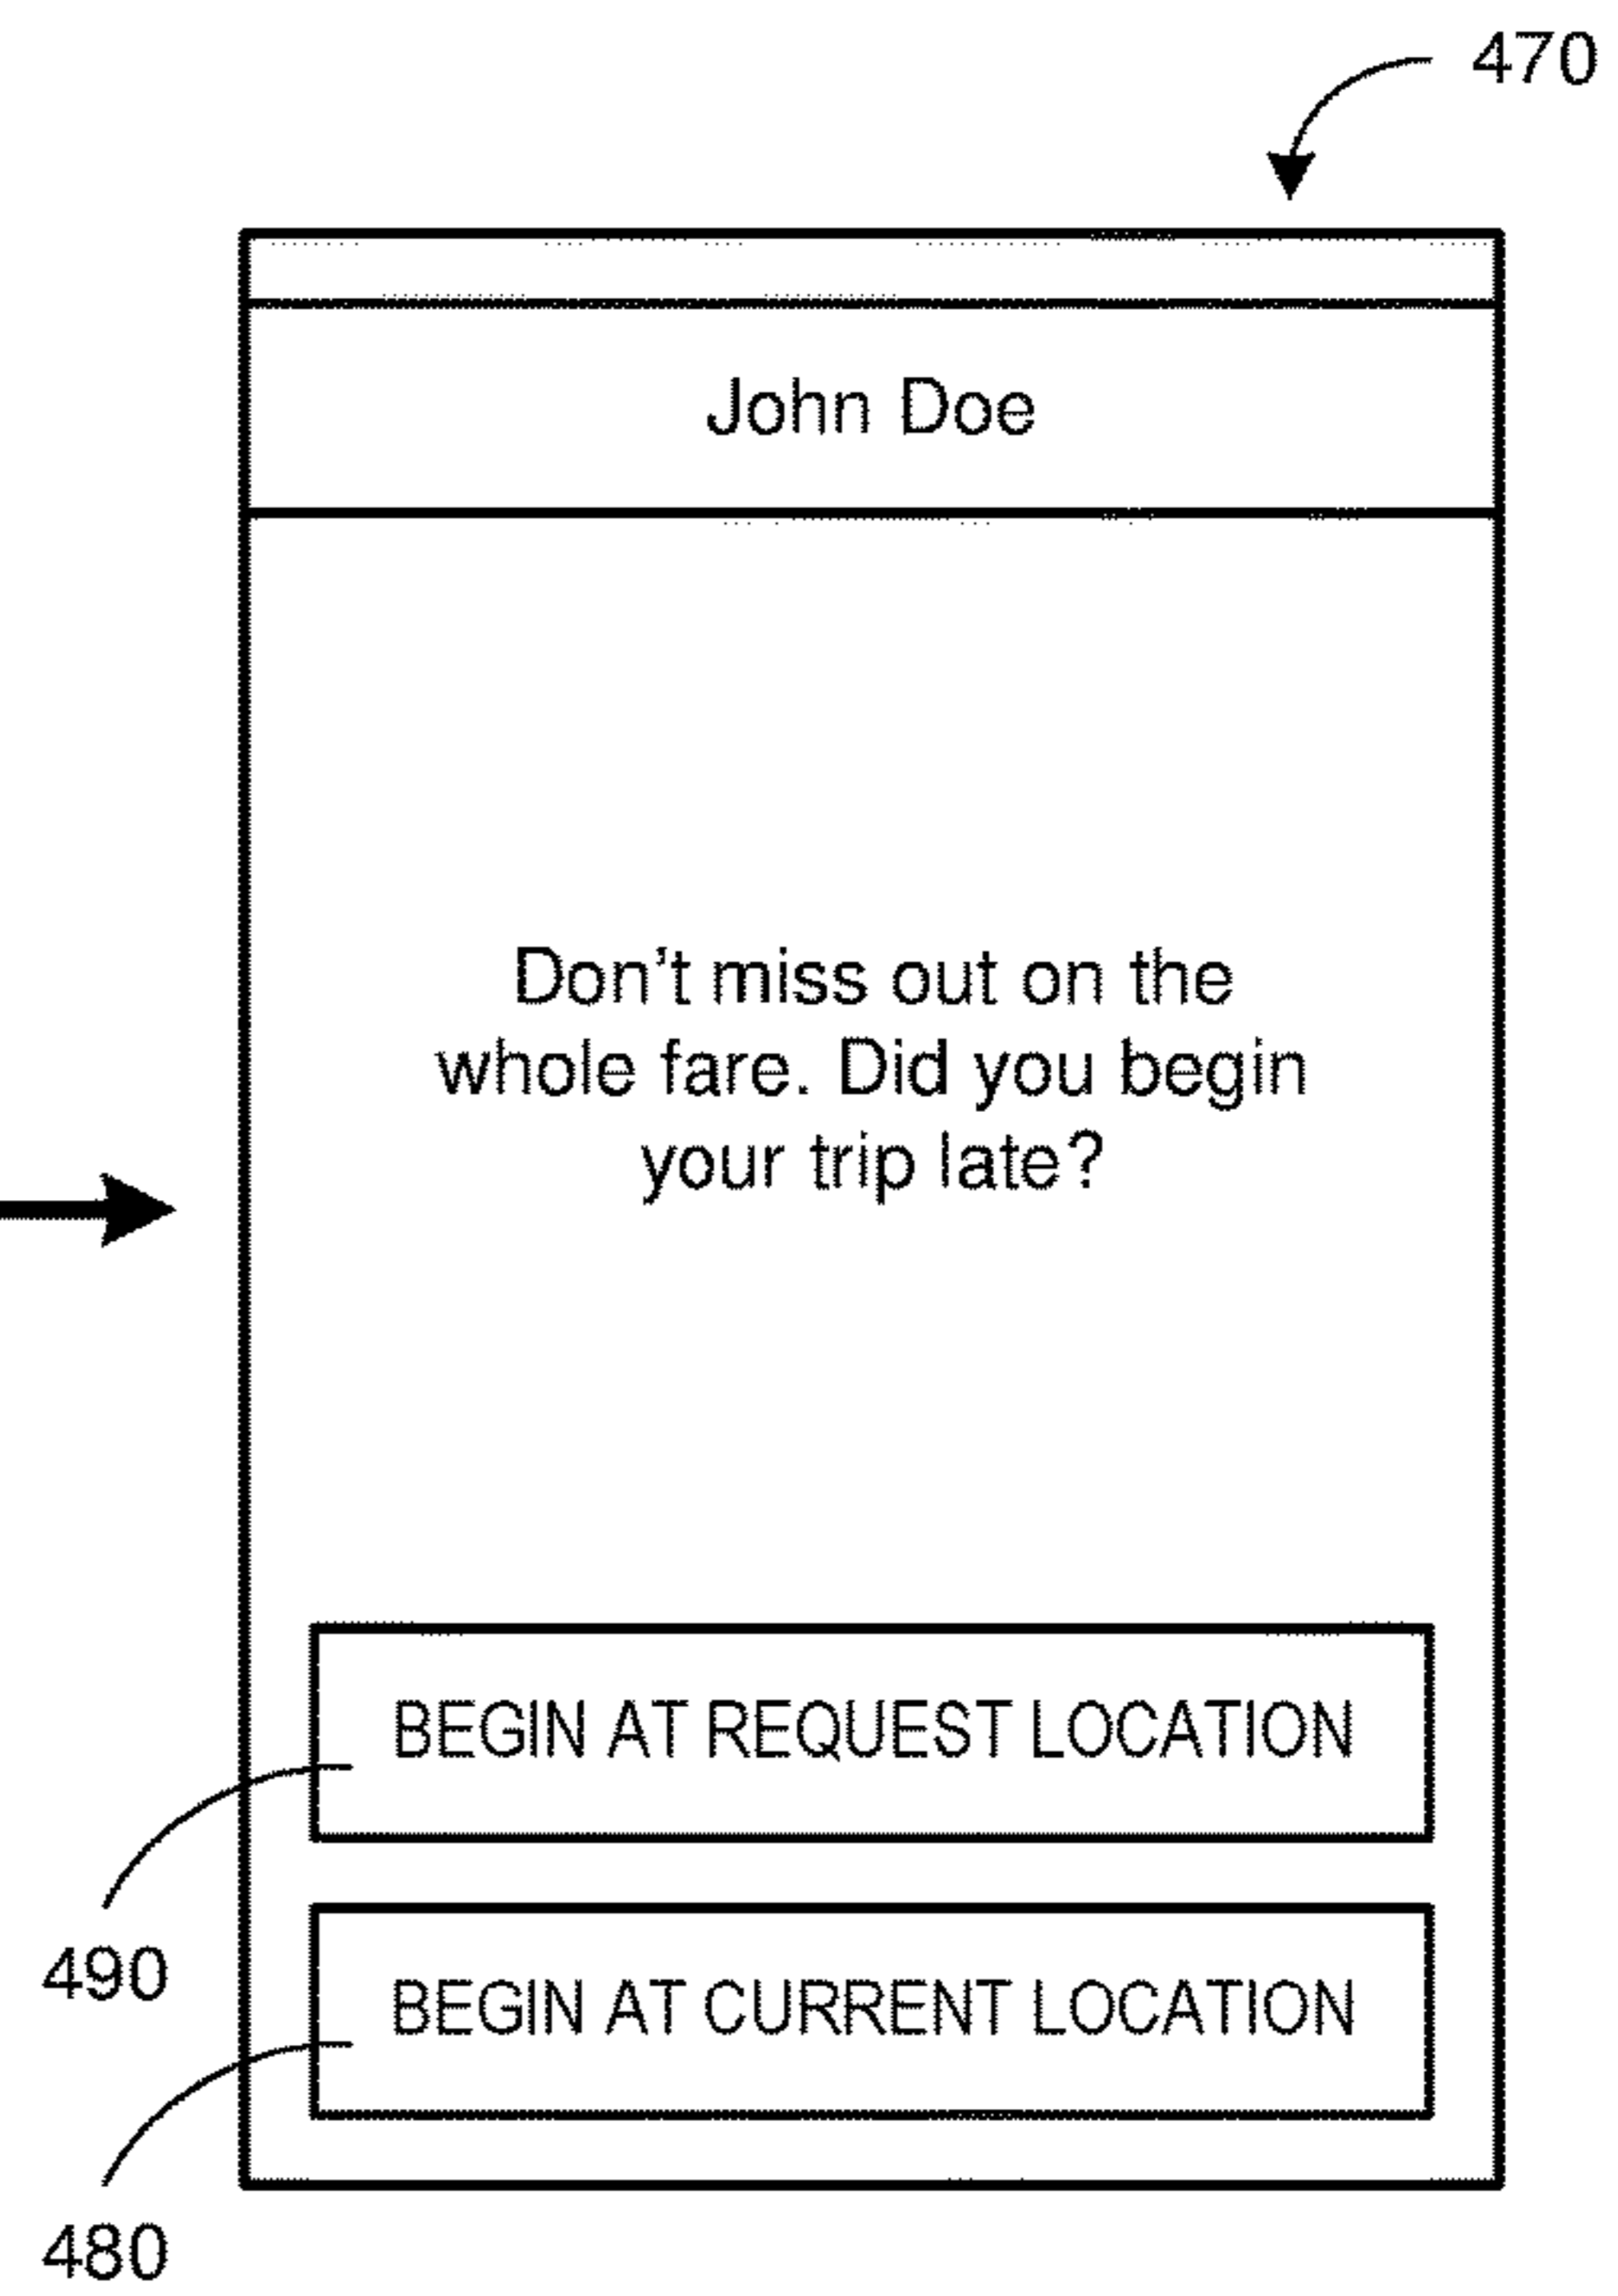 470
John Doe
Don't miss out on the
whole fare. Did you begin
your trip late?
BEGIN AT REQUEST LOCATION
490
BEGIN AT CURRENT LOCATION
480